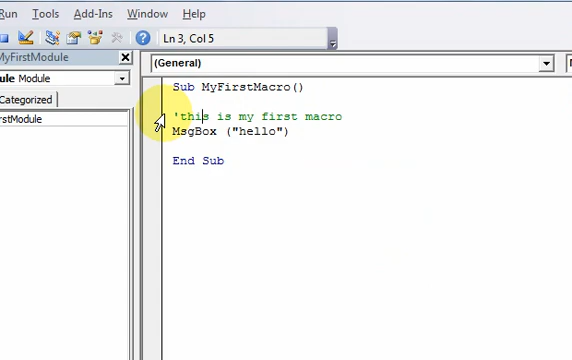 Run Tools Add-Ins Window Help
Ln 3, Col 5
MyFirstModule
(General)
ule Module
Categorized
rstModule
Sub MyFirstMacro()
'this is my first macro
MsgBox ("hello")
End Sub